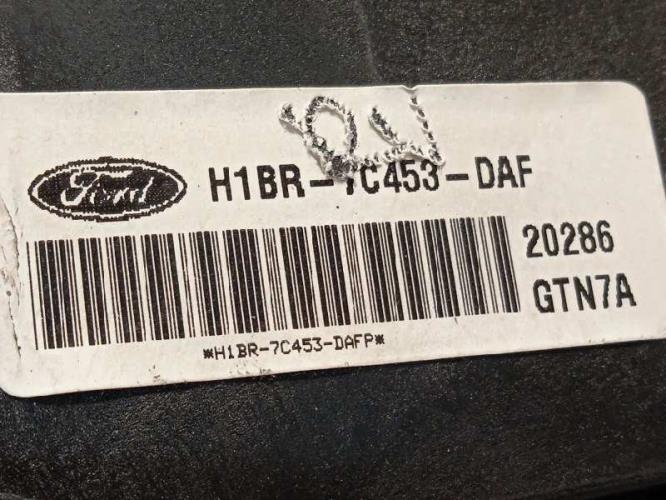 Ford
H1BR-7C453-DAF
20286
GTN7A
*H1BR-7C453-DAFP*